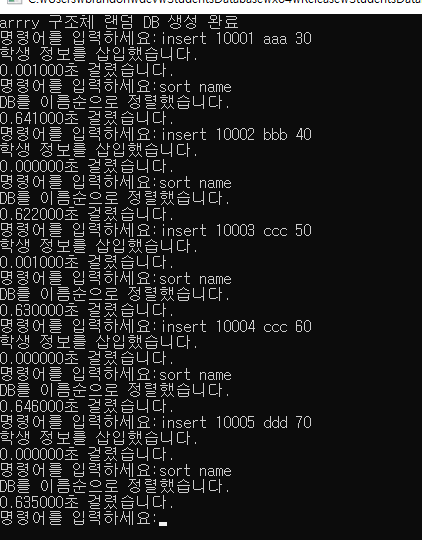 arrry 구조체 랜덤 DB 생성 완료
명령어를 입력하세요:insert 10001 aaa 30
학생 정보를 삽입했습니다.
0.001000초 걸렸습니다.
명령어를 입력하세요:sort name
DB를 이름순으로 정렬했습니다.
0.641000초 걸렸습니다.
명령어를 입력하세요:insert 10002 bbb 40
학생 정보를 삽입했습니다.
0.000000초 걸렸습니다.
명령어를 입력하세요:sort name
DB를 이름순으로 정렬했습니다.
0.622000초 걸렸습니다.
명령어를 입력하세요:insert 10003 ccc 50
학생 정보를 삽입했습니다.
0.001000초 걸렸습니다.
명령어를 입력하세요:sort name
DB를 이름순으로 정렬했습니다.
0.630000초 걸렸습니다.
명령어를 입력하세요:insert 10004 ccc 60
학생 정보를 삽입했습니다.
0.000000초 걸렸습니다.
명령어를 입력하세요:sort name
DB를 이름순으로 정렬했습니다.
0.646000초 걸렸습니다.
명령어를 입력하세요:insert 10005 ddd 70
학생 정보를 삽입했습니다.
0.000000초 걸렸습니다.
명령어를 입력하세요:sort name
DB를 이름순으로 정렬했습니다.
0.635000초 걸렸습니다.
명령어를 입력하세요: